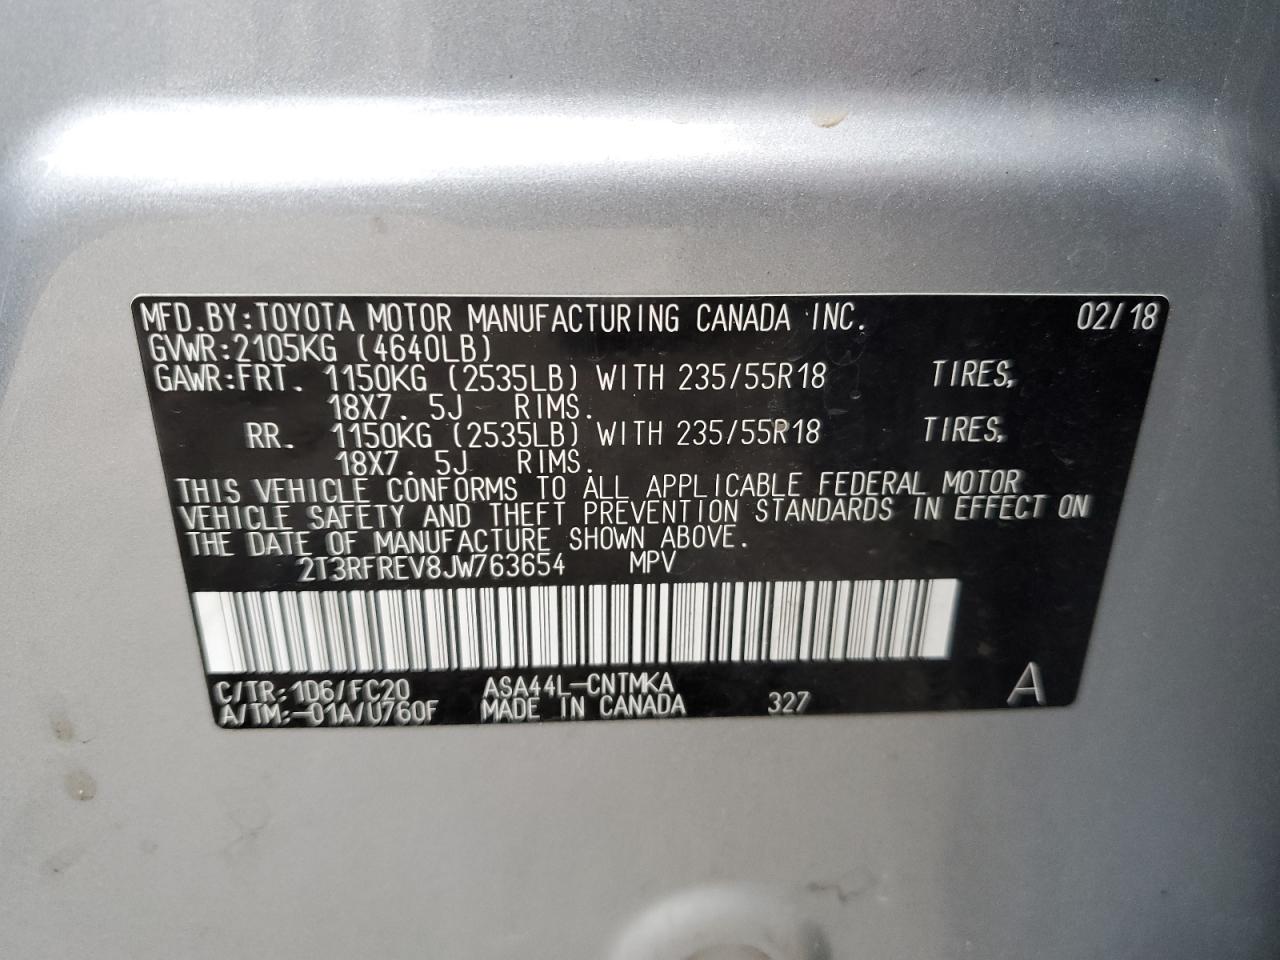 MFD.BY:TOYOTA MOTOR MANUFACTURING CANADA INC. 02/18
GVWR:2105KG (4640LB)
GAWR:FRT. 1150KG (2535LB) WITH 235/55R18 TIRES,
18X7.5J RIMS.
RR. 1150KG (2535LB) WITH 235/55R18 TIRES,
18X7.5J RIMS.
THIS VEHICLE CONFORMS TO ALL APPLICABLE FEDERAL MOTOR
VEHICLE SAFETY AND THEFT PREVENTION STANDARDS IN EFFECT ON
THE DATE OF MANUFACTURE SHOWN ABOVE.
2T3RFREV8JW763654 MPV
C/TR:1D6/FC20 ASA44L-CNTMKA
A/TM:-01A/U760F MADE IN CANADA 327 A